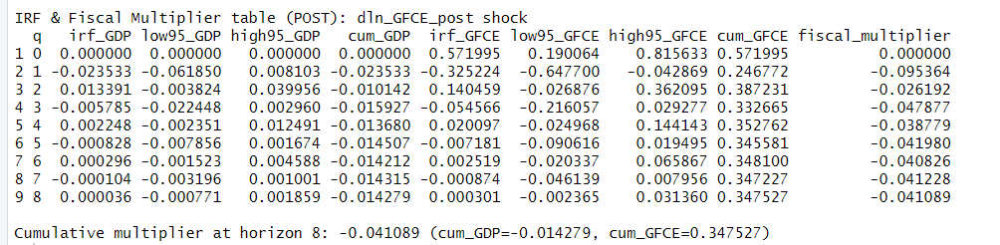 IRF & Fiscal Multiplier table (POST): dln_GFCE_post shock
q irf_GDP low95_GDP high95_GDP cum_GDP irf_GFCE low95_GFCE high95_GFCE cum_GFCE fiscal_multiplier
1 0 0.000000 0.000000 0.000000 0.000000 0.571995 0.190064 0.815633 0.571995 0.000000
2 1 -0.023533 -0.061850 0.008103 -0.023533 -0.325224 -0.647700 -0.042869 0.246772 -0.095364
3 2 0.013391 -0.003824 0.039956 -0.010142 0.140459 -0.026876 0.362095 0.387231 -0.026192
4 3 -0.005785 -0.022448 0.002960 -0.015927 -0.054566 -0.216057 0.029277 0.332665 -0.047877
5 4 0.002248 -0.002351 0.012491 -0.013680 0.020097 -0.024968 0.144143 0.352762 -0.038779
6 5 -0.000828 -0.007856 0.001674 -0.014507 -0.007181 -0.090616 0.019495 0.345581 -0.041980
7 6 0.000296 -0.001523 0.004588 -0.014212 0.002519 -0.020337 0.065867 0.348100 -0.040826
8 7 -0.000104 -0.003196 0.001001 -0.014315 -0.000874 -0.046139 0.007956 0.347227 -0.041228
9 8 0.000036 -0.000771 0.001859 -0.014279 0.000301 -0.002365 0.031360 0.347527 -0.041089
Cumulative multiplier at horizon 8: -0.041089 (cum_GDP=-0.014279, cum_GFCE=0.347527)